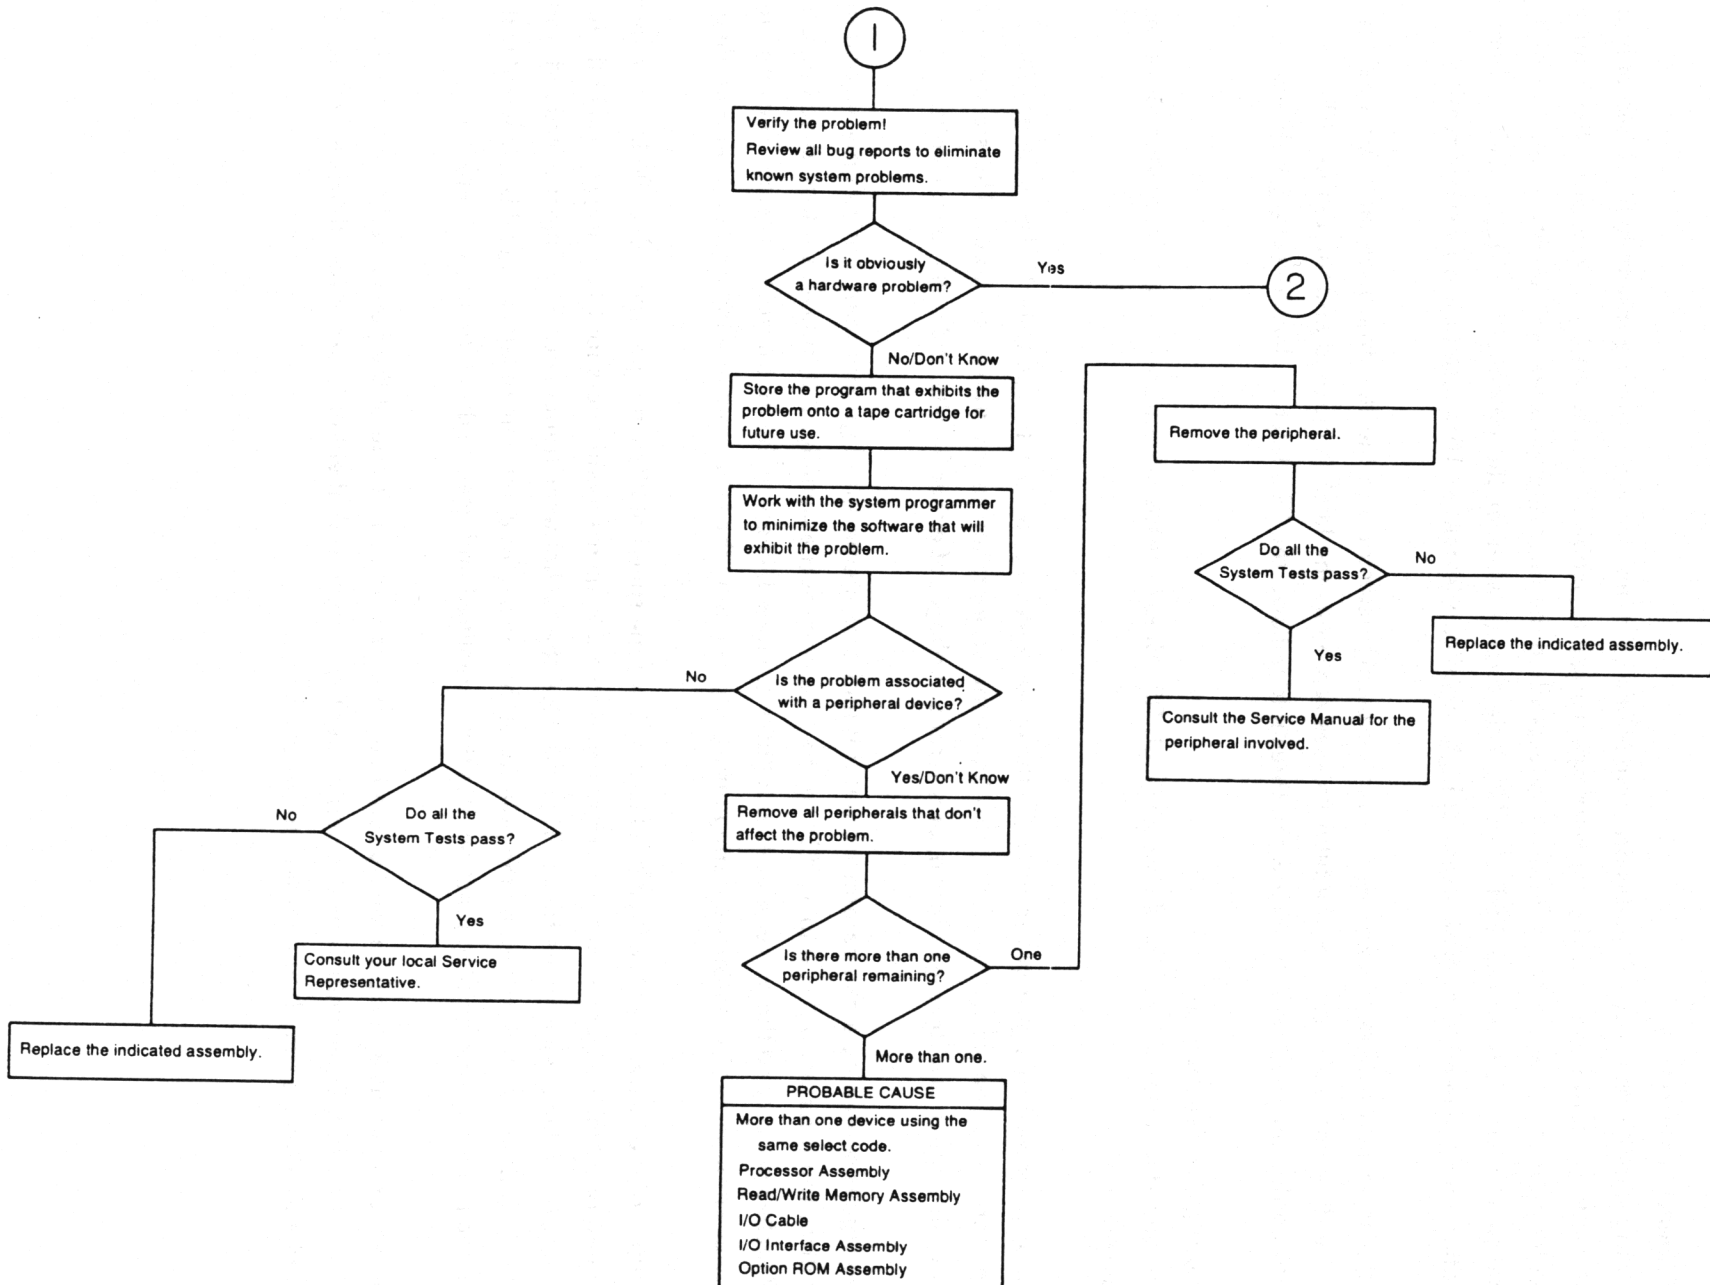 1
Verify the problem!
Review all bug reports to eliminate
known system problems.
Is it obviously
a hardware problem?
Yes
2
No/Don't Know
Store the program that exhibits the
problem onto a tape cartridge for
future use.
Work with the system programmer
to minimize the software that will
exhibit the problem.
Is the problem associated
with a peripheral device?
No
Do all the
System Tests pass?
No
Replace the indicated assembly.
Yes
Consult your local Service
Representative.
Yes/Don't Know
Remove all peripherals that don't
affect the problem.
Is there more than one
peripheral remaining?
One
Remove the peripheral.
Do all the
System Tests pass?
No
Replace the indicated assembly.
Yes
Consult the Service Manual for the
peripheral involved.
More than one.
PROBABLE CAUSE
More than one device using the
same select code.
Processor Assembly
Read/Write Memory Assembly
I/O Cable
I/O Interface Assembly
Option ROM Assembly